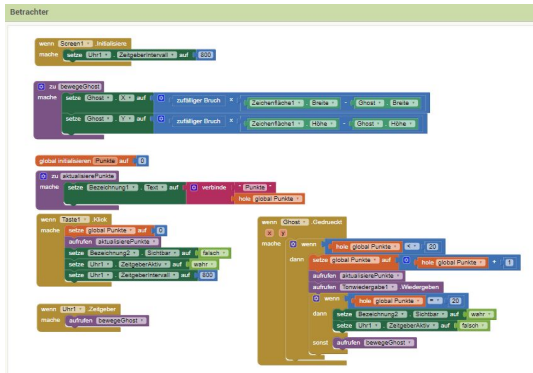 Betrachter
wenn Screen1 .Initialisiere
mache setze Uhr1 . ZeitgeberIntervall auf 800
zu bewegeGhost
mache setze Ghost . X auf zufälliger Bruch × Zeichenfläche1 . Breite - Ghost . Breite
setze Ghost . Y auf zufälliger Bruch × Zeichenfläche1 . Höhe - Ghost . Höhe
global initialisieren Punkte auf 0
zu aktualisierePunkte
mache setze Bezeichnung1 . Text auf verbinde " Punkte "
hole global Punkte
wenn Taste1 .Klick
mache setze global Punkte auf 0
aufrufen aktualisierePunkte
setze Bezeichnung2 . Sichtbar auf falsch
setze Uhr1 . ZeitgeberAktiv auf wahr
setze Uhr1 . ZeitgeberIntervall auf 800
wenn Uhr1 .Zeitgeber
mache aufrufen bewegeGhost
wenn Ghost .Gedrueckt
x y
mache wenn hole global Punkte < 20
dann setze global Punkte auf hole global Punkte + 1
aufrufen aktualisierePunkte
aufrufen Tonwiedergabe1 .Wiedergeben
wenn hole global Punkte = 20
dann setze Bezeichnung2 . Sichtbar auf wahr
setze Uhr1 . ZeitgeberAktiv auf falsch
sonst aufrufen bewegeGhost